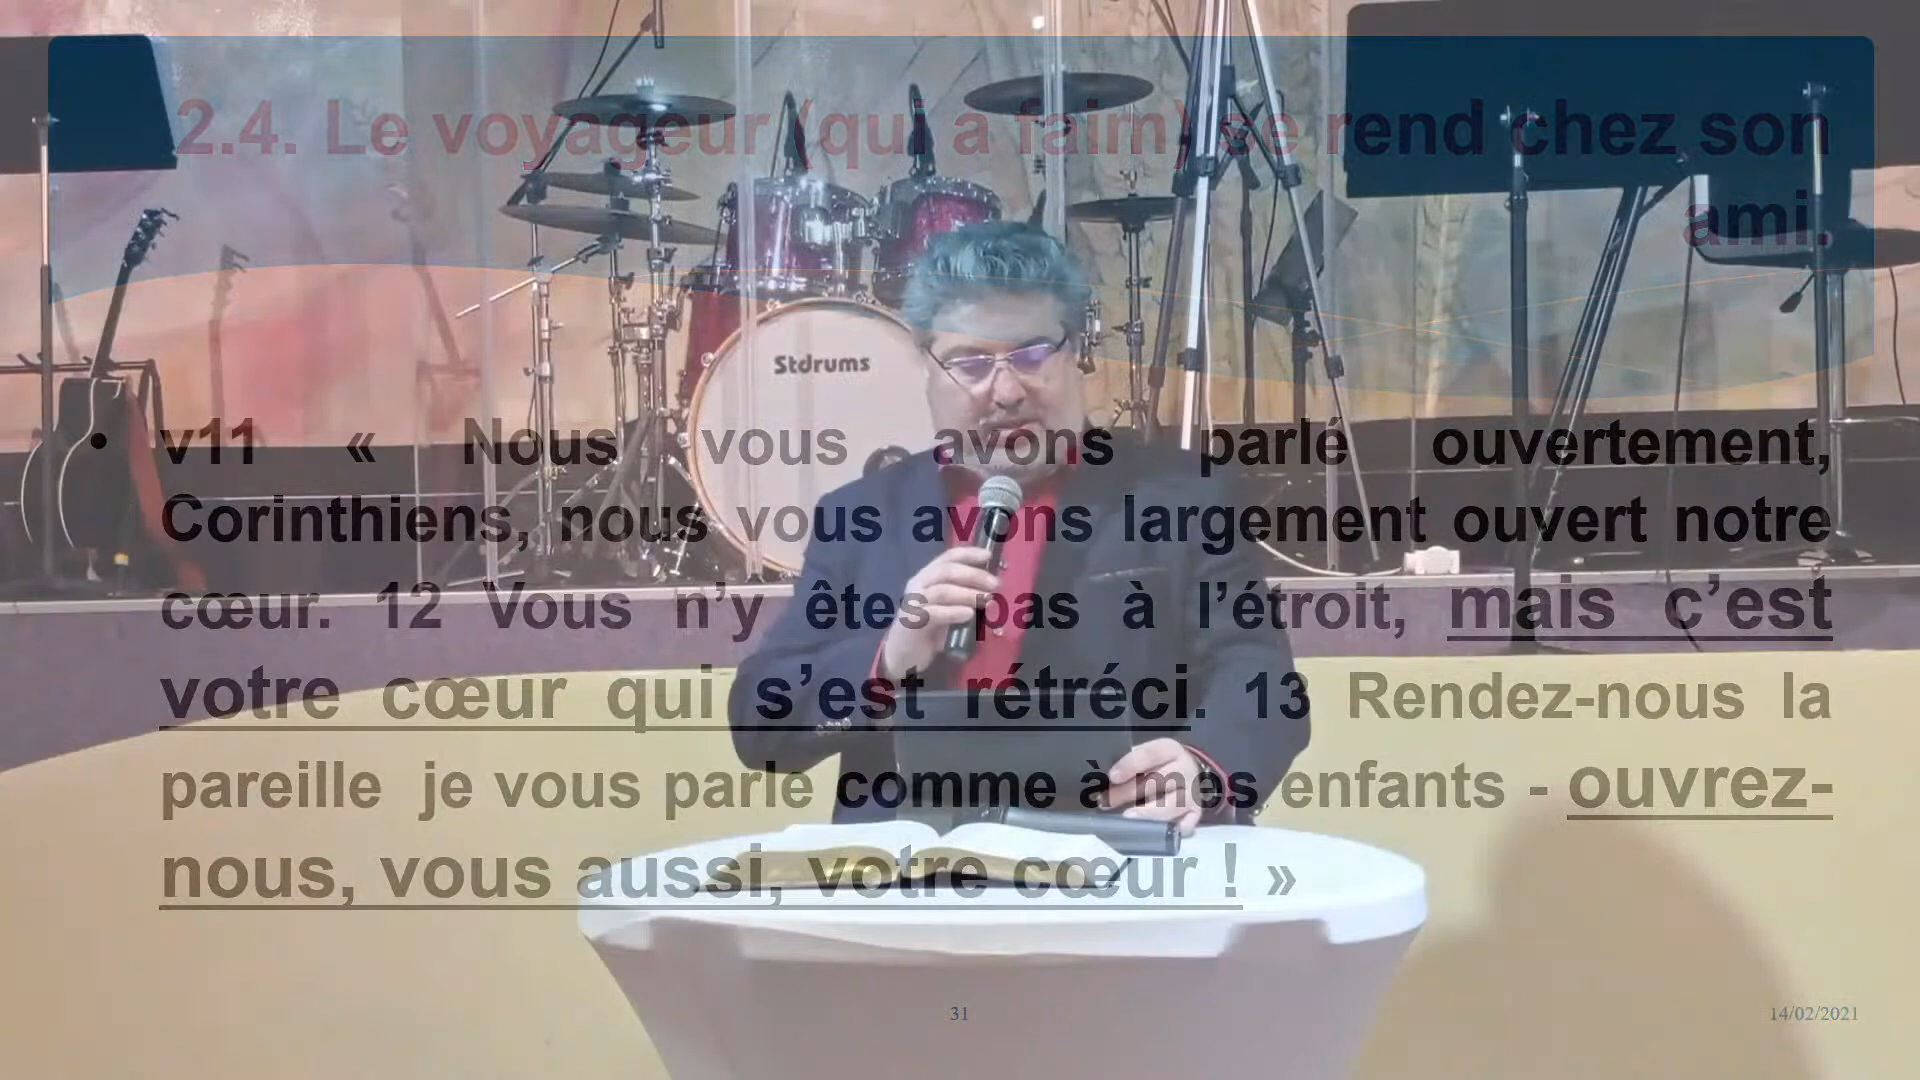 2.4. Le voyageur (qui a faim) se rend chez son
ami.
Stdrums
• v11 « Nous vous avons parlé ouvertement,
Corinthiens, nous vous avons largement ouvert notre
cœur. 12 Vous n’y êtes pas à l’étroit, mais c’est
votre cœur qui s’est rétréci. 13 Rendez-nous la
pareille je vous parle comme à mes enfants - ouvrez-
nous, vous aussi, votre cœur ! »
31
14/02/2021